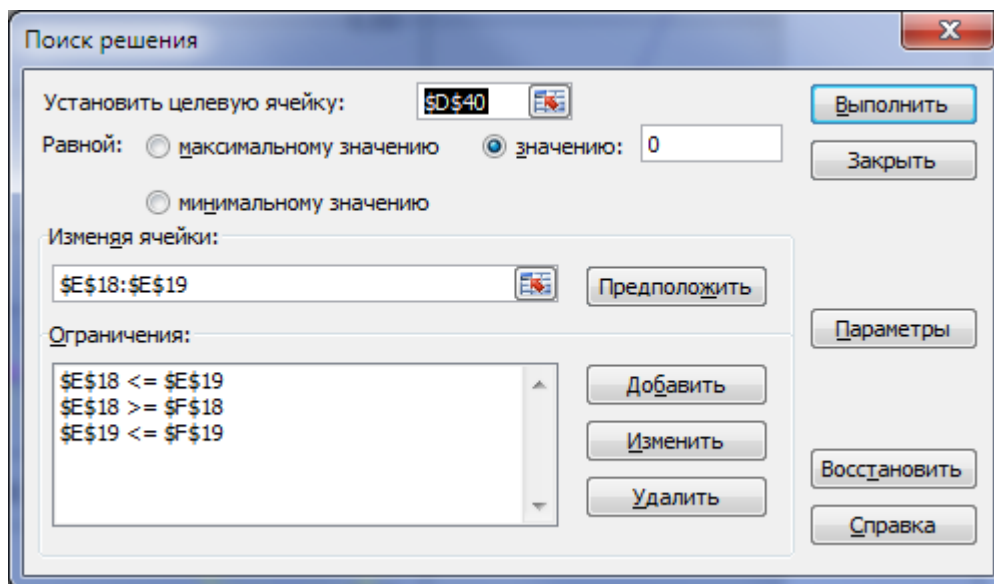 Поиск решения
Установить целевую ячейку: $D$40 Выполнить
Равной: максимальному значению значению: 0 Закрыть
минимальному значению
Изменяя ячейки:
$E$18:$E$19 Предположить
Ограничения: Параметры
$E$18 <= $E$19 Добавить
$E$18 >= $F$18
$E$19 <= $F$19 Изменить
Восстановить
Удалить
Справка